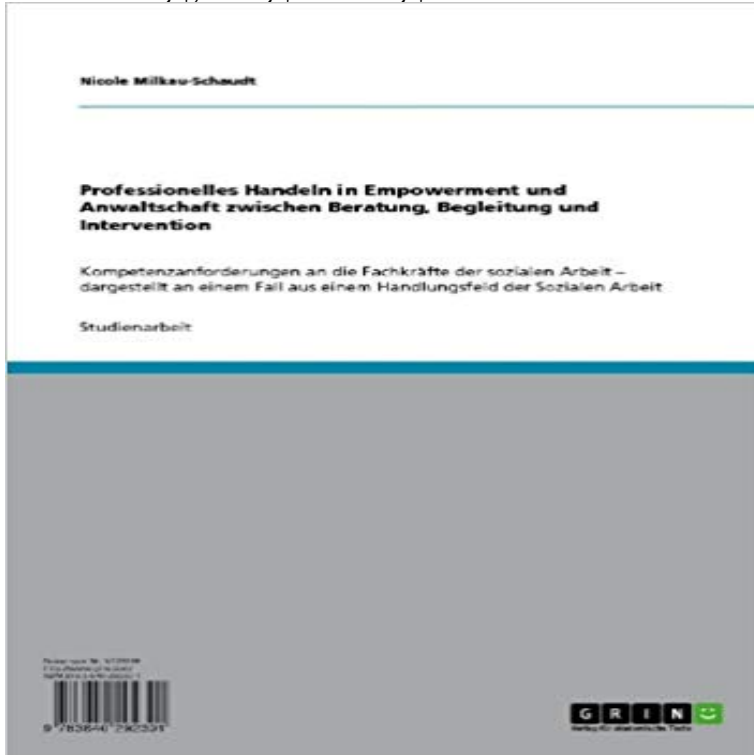 Nicole Milkau-Schaudt
Professionelles Handeln in Empowerment und
Anwaltschaft zwischen Beratung, Begleitung und
Intervention
Kompetenzanforderungen an die Fachkräfte der sozialen Arbeit –
dargestellt an einem Fall aus einem Handlungsfeld der Sozialen Arbeit
Studienarbeit
GRIN